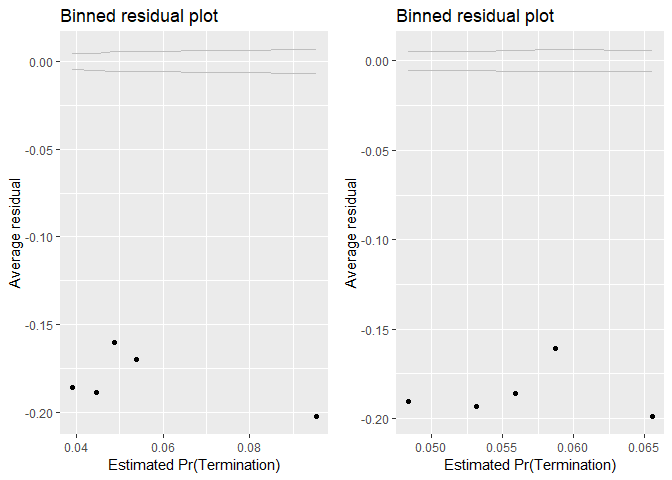 Binned residual plot
Average residual
0.00
-0.05
-0.10
-0.15
-0.20
0.04 0.06 0.08
Estimated Pr(Termination)
Binned residual plot
Average residual
0.00
-0.05
-0.10
-0.15
-0.20
0.050 0.055 0.060 0.065
Estimated Pr(Termination)